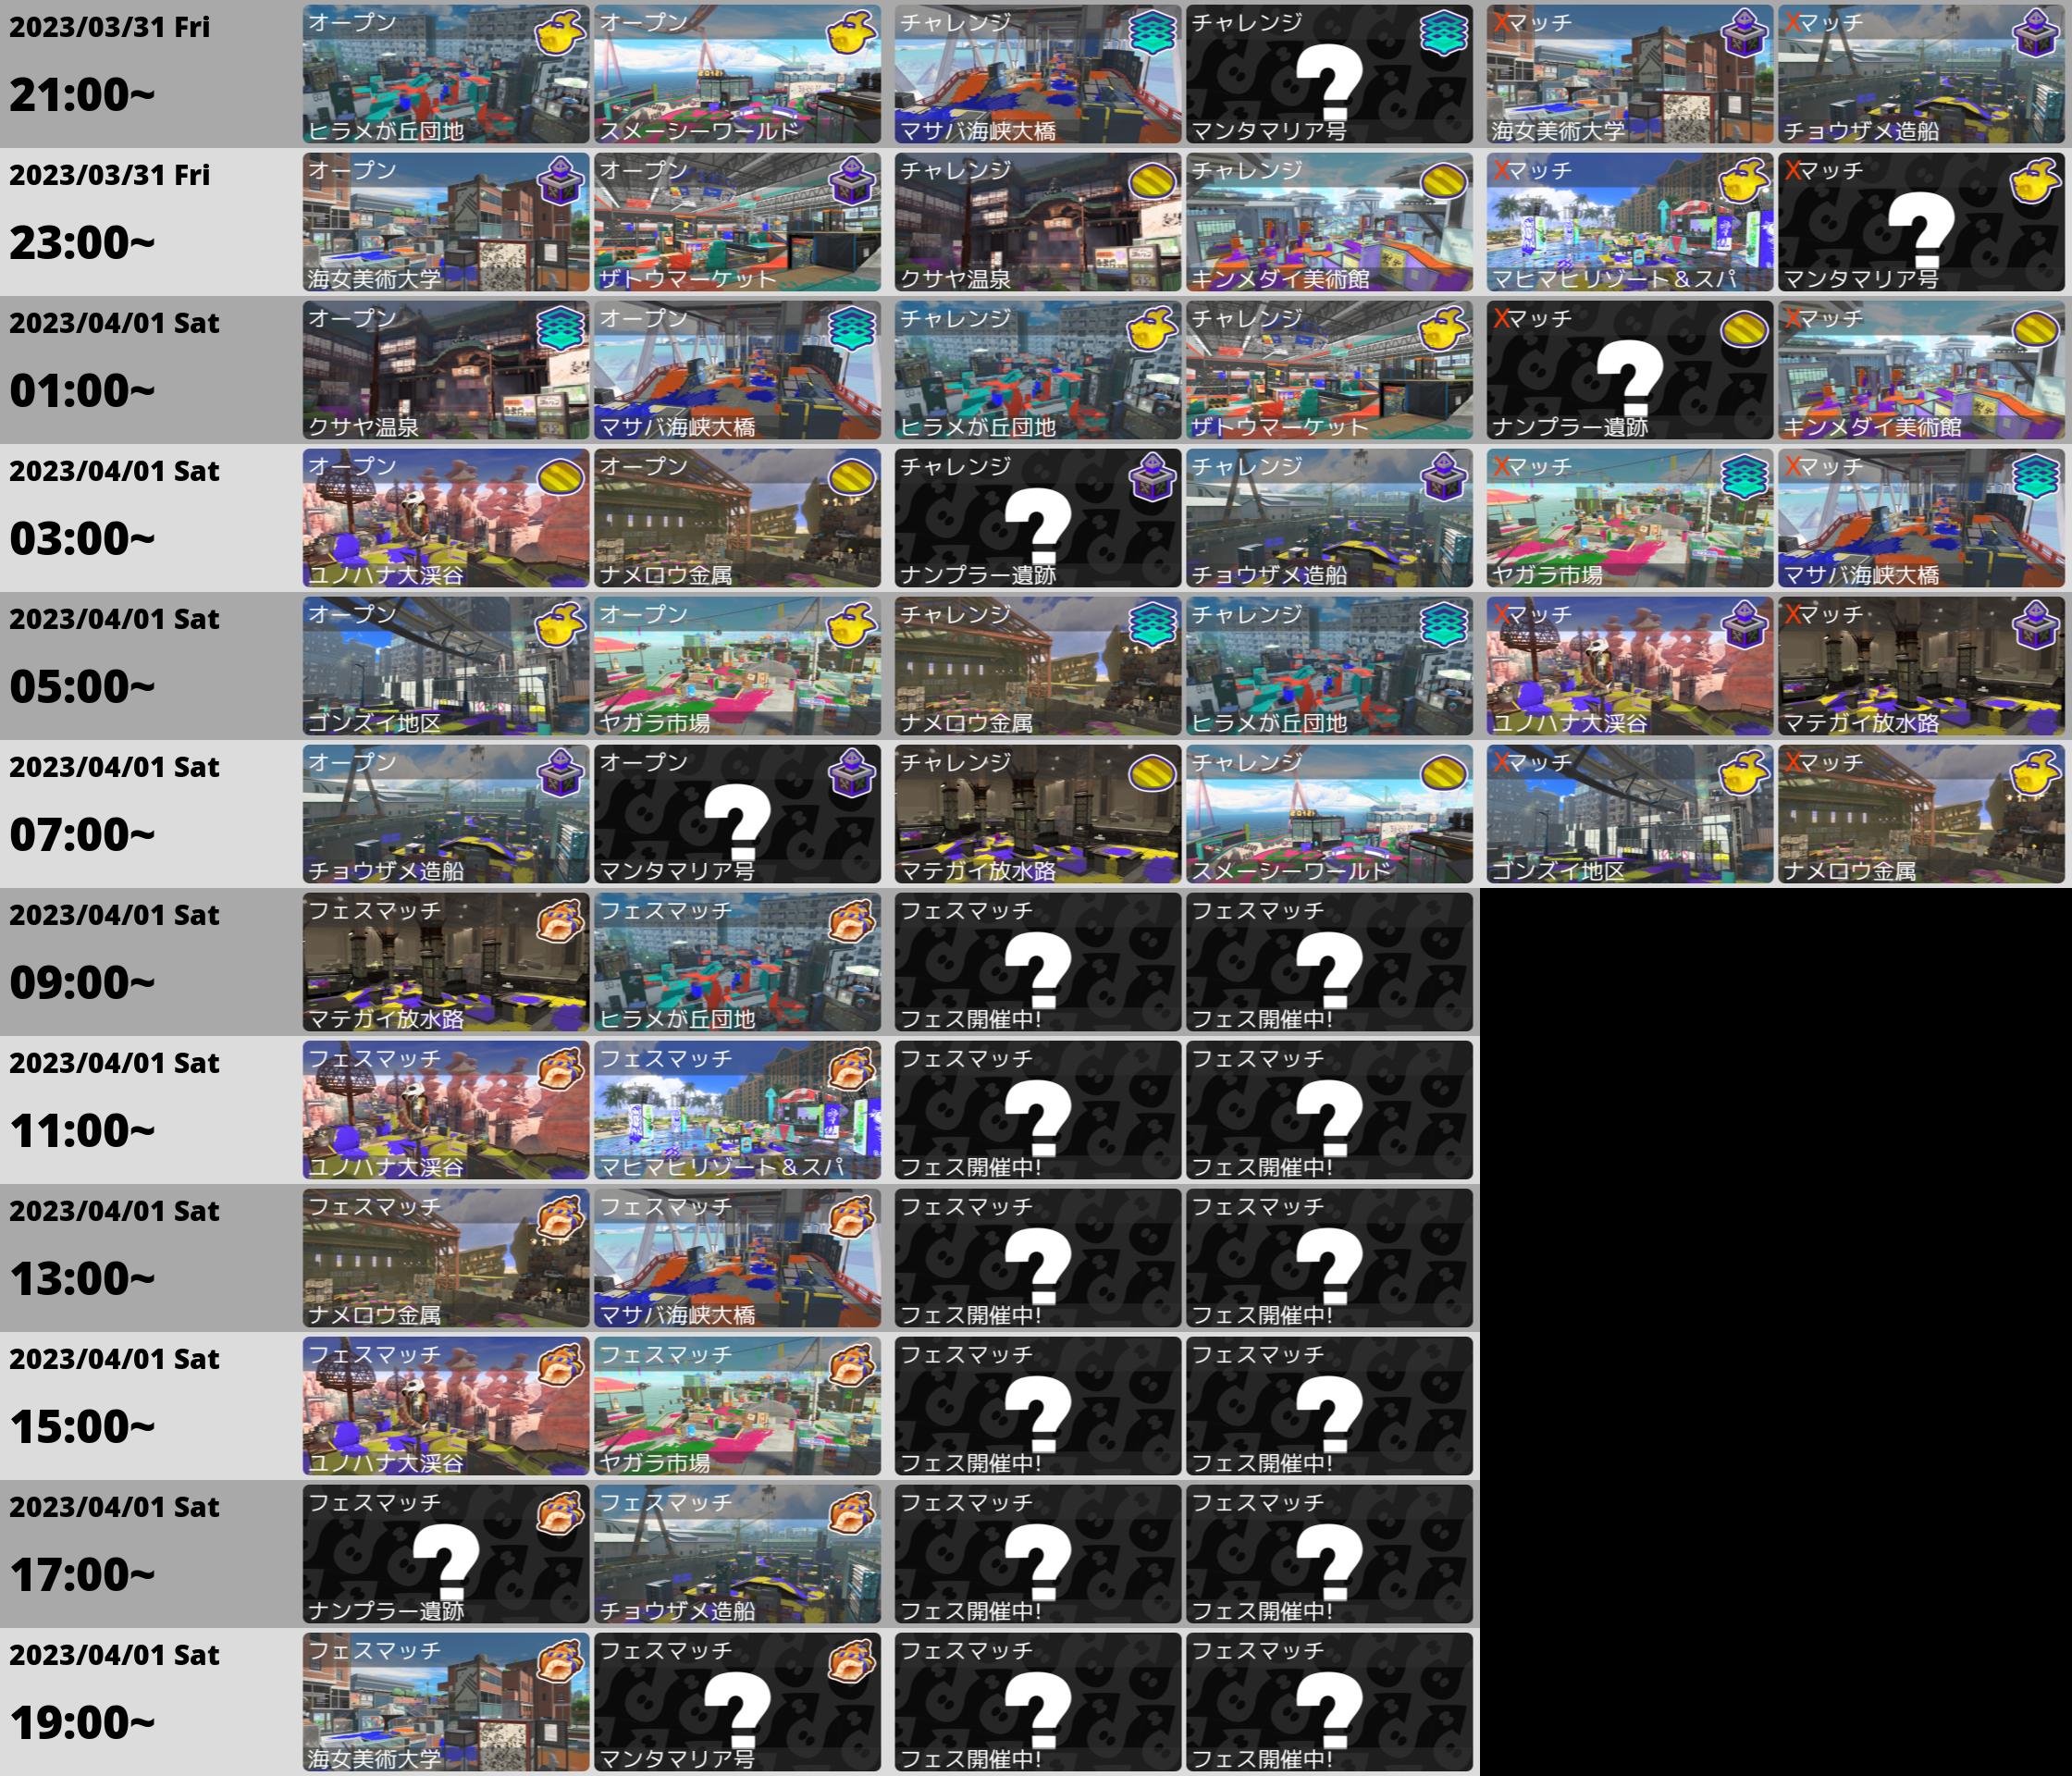 2023/03/31 Fri
21:00~
オープン
ヒラメが丘団地
オープン
スメーシーワールド
チャレンジ
マサバ海峡大橋
チャレンジ
マンタマリア号
Xマッチ
海女美術大学
Xマッチ
チョウザメ造船
2023/03/31 Fri
23:00~
オープン
海女美術大学
オープン
ザトウマーケット
チャレンジ
クサヤ温泉
チャレンジ
キンメダイ美術館
Xマッチ
マヒマヒリゾート&スパ
Xマッチ
マンタマリア号
2023/04/01 Sat
01:00~
オープン
クサヤ温泉
オープン
マサバ海峡大橋
チャレンジ
ヒラメが丘団地
チャレンジ
ザトウマーケット
Xマッチ
ナンプラー遺跡
Xマッチ
キンメダイ美術館
2023/04/01 Sat
03:00~
オープン
ユノハナ大渓谷
オープン
ナメロウ金属
チャレンジ
ナンプラー遺跡
チャレンジ
チョウザメ造船
Xマッチ
ヤガラ市場
Xマッチ
マサバ海峡大橋
2023/04/01 Sat
05:00~
オープン
ゴンズイ地区
オープン
ヤガラ市場
チャレンジ
ナメロウ金属
チャレンジ
ヒラメが丘団地
Xマッチ
ユノハナ大渓谷
Xマッチ
マテガイ放水路
2023/04/01 Sat
07:00~
オープン
チョウザメ造船
オープン
マンタマリア号
チャレンジ
マテガイ放水路
チャレンジ
スメーシーワールド
Xマッチ
ゴンズイ地区
Xマッチ
ナメロウ金属
2023/04/01 Sat
09:00~
フェスマッチ
マテガイ放水路
フェスマッチ
ヒラメが丘団地
フェスマッチ
フェス開催中!
フェスマッチ
フェス開催中!
2023/04/01 Sat
11:00~
フェスマッチ
ユノハナ大渓谷
フェスマッチ
マヒマヒリゾート&スパ
フェスマッチ
フェス開催中!
フェスマッチ
フェス開催中!
2023/04/01 Sat
13:00~
フェスマッチ
ナメロウ金属
フェスマッチ
マサバ海峡大橋
フェスマッチ
フェス開催中!
フェスマッチ
フェス開催中!
2023/04/01 Sat
15:00~
フェスマッチ
ユノハナ大渓谷
フェスマッチ
ヤガラ市場
フェスマッチ
フェス開催中!
フェスマッチ
フェス開催中!
2023/04/01 Sat
17:00~
フェスマッチ
ナンプラー遺跡
フェスマッチ
チョウザメ造船
フェスマッチ
フェス開催中!
フェスマッチ
フェス開催中!
2023/04/01 Sat
19:00~
フェスマッチ
海女美術大学
フェスマッチ
マンタマリア号
フェスマッチ
フェス開催中!
フェスマッチ
フェス開催中!